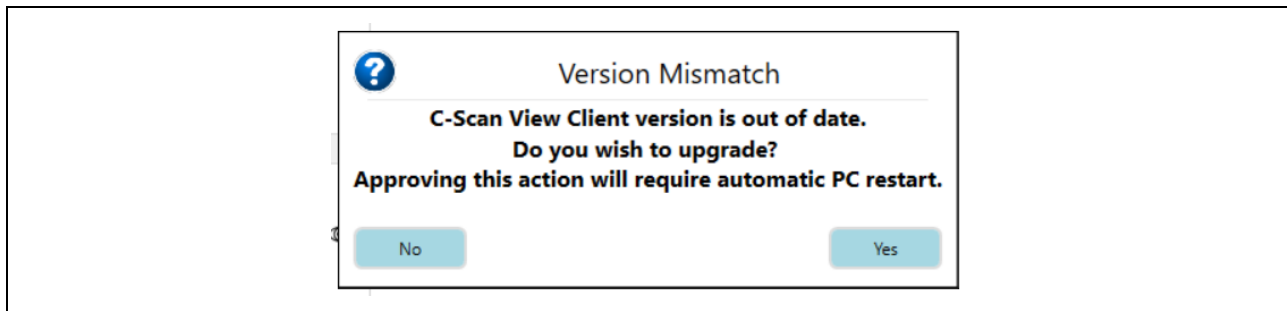 Version Mismatch
C-Scan View Client version is out of date.
Do you wish to upgrade?
Approving this action will require automatic PC restart.
No
Yes